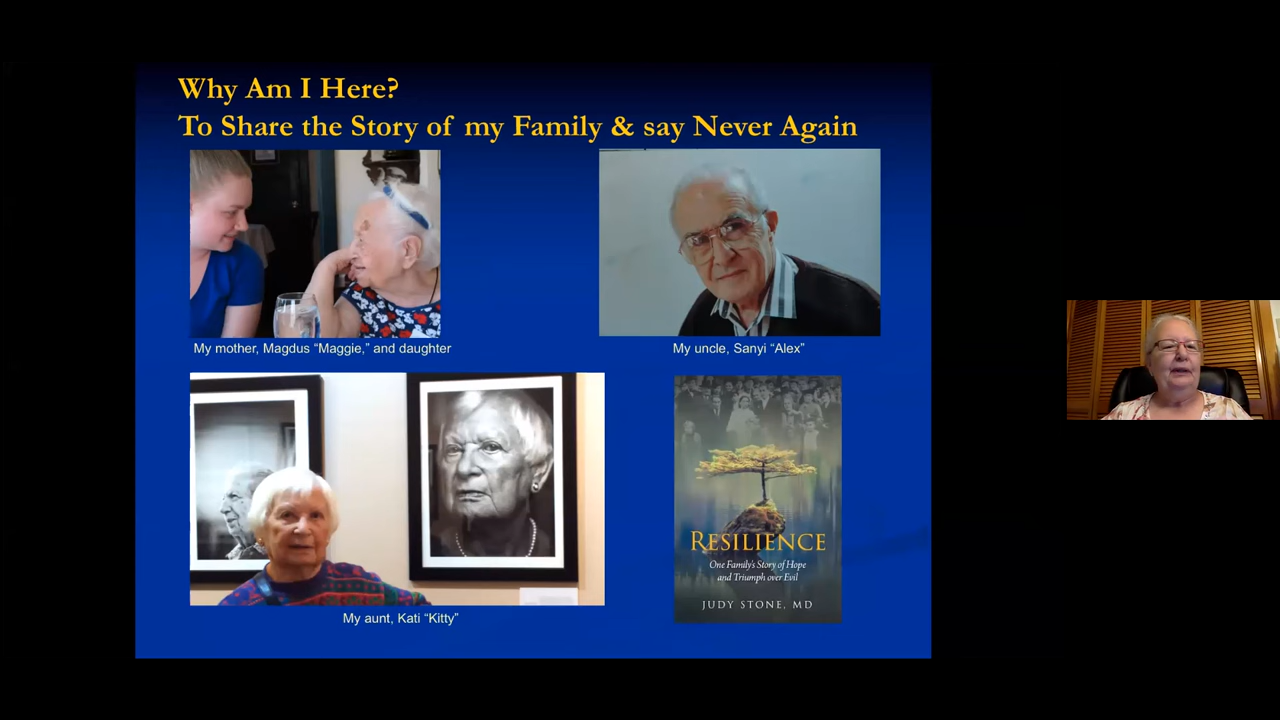 Why Am I Here?
To Share the Story of my Family & say Never Again
My mother, Magdus “Maggie,” and daughter
My uncle, Sanyi “Alex”
My aunt, Kati “Kitty”
RESILIENCE
One Family's Story of Hope
and Triumph over Evil
JUDY STONE, MD